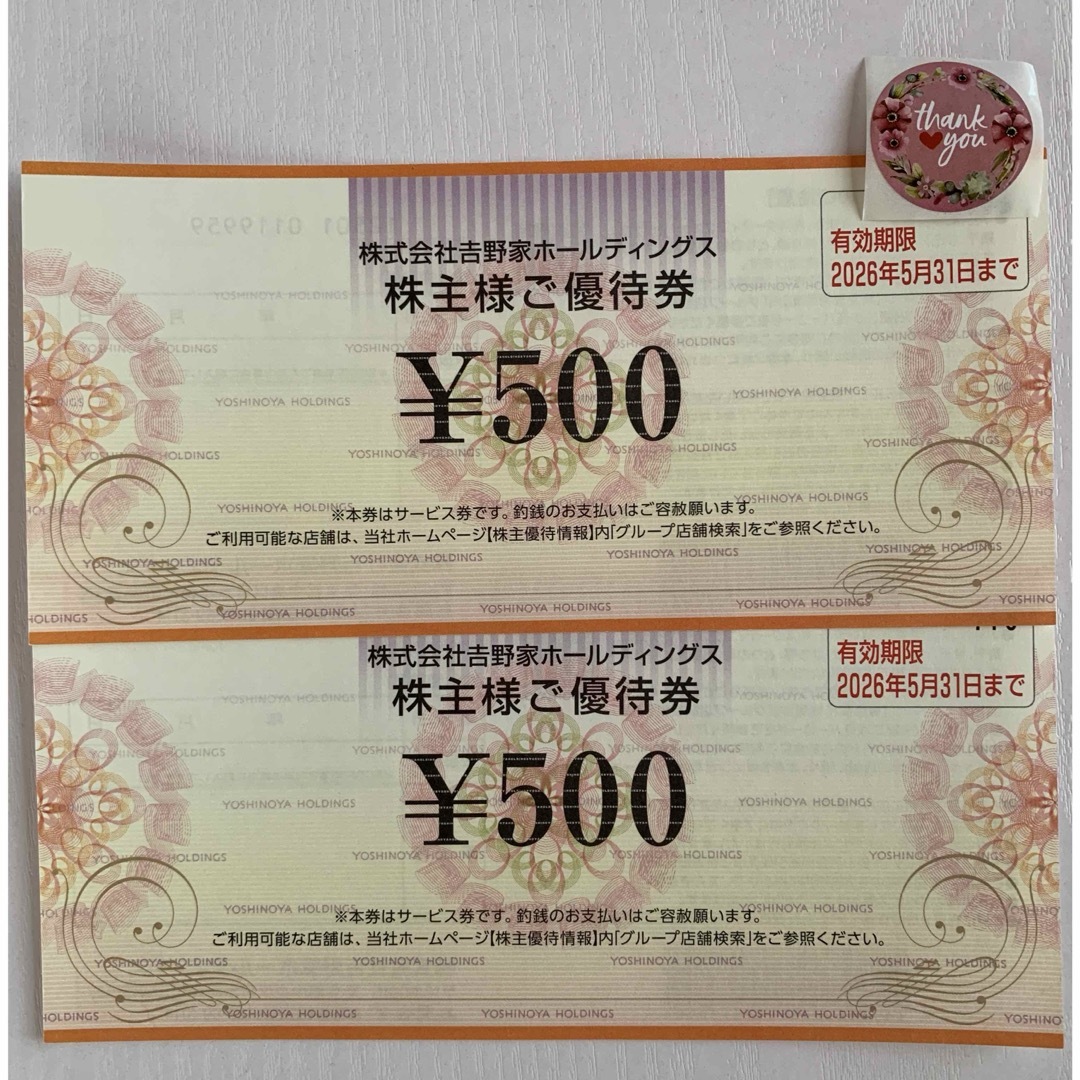 thank
you
有効期限
2026年5月31日まで
株式会社吉野家ホールディングス
株主様ご優待券
¥500
YOSHINOYA HOLDINGS
※本券はサービス券です。釣銭のお支払いはご容赦願います。
ご利用可能な店舗は、当社ホームページ【株主優待情報】内「グループ店舗検索」をご参照ください。
YOSHINOYA HOLDINGS
有効期限
2026年5月31日まで
株式会社吉野家ホールディングス
株主様ご優待券
¥500
YOSHINOYA HOLDINGS
※本券はサービス券です。釣銭のお支払いはご容赦願います。
ご利用可能な店舗は、当社ホームページ【株主優待情報】内「グループ店舗検索」をご参照ください。
YOSHINOYA HOLDINGS